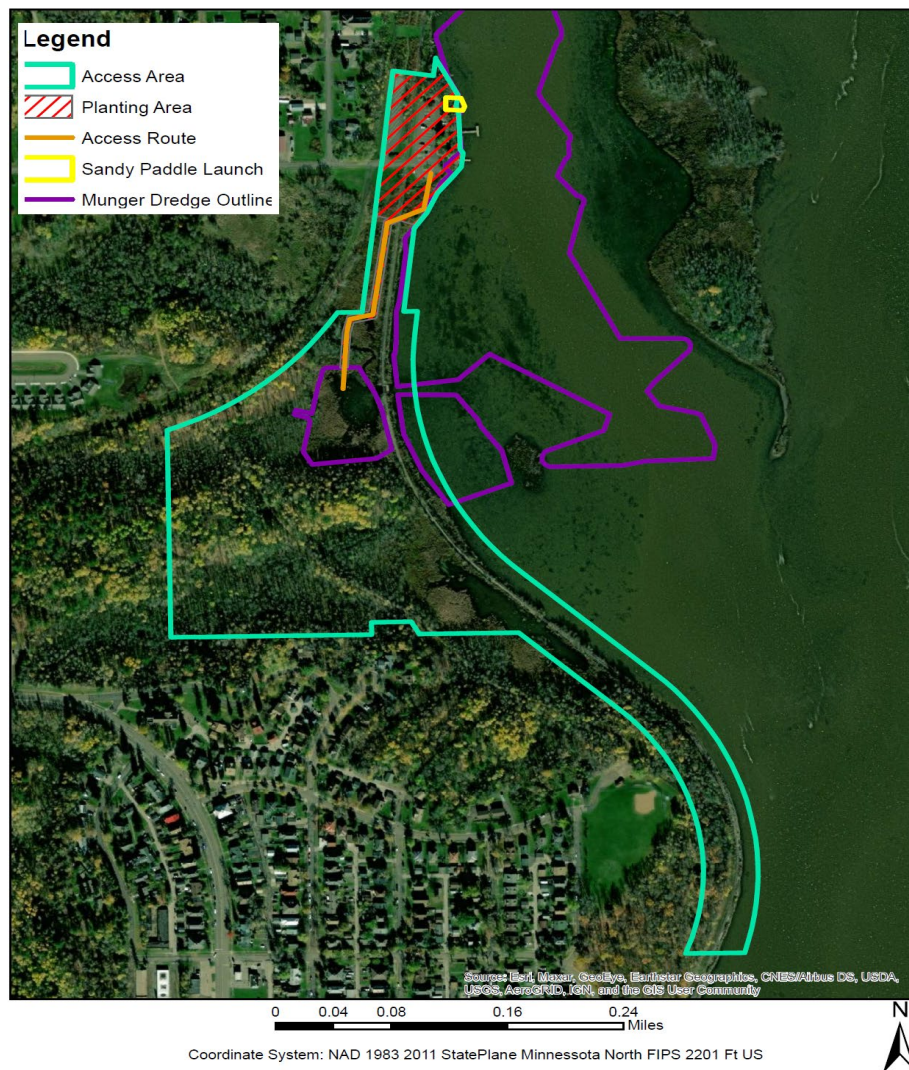 Legend
Access Area
Planting Area
Access Route
Sandy Paddle Launch
Munger Dredge Outline
Source: Esri, Maxar, GeoEye, Earthstar Geographics, CNES/Airbus DS, USDA,
USGS, AeroGRID, IGN, and the GIS User Community
0 0.04 0.08 0.16 0.24
Miles
N
Coordinate System: NAD 1983 2011 StatePlane Minnesota North FIPS 2201 Ft US